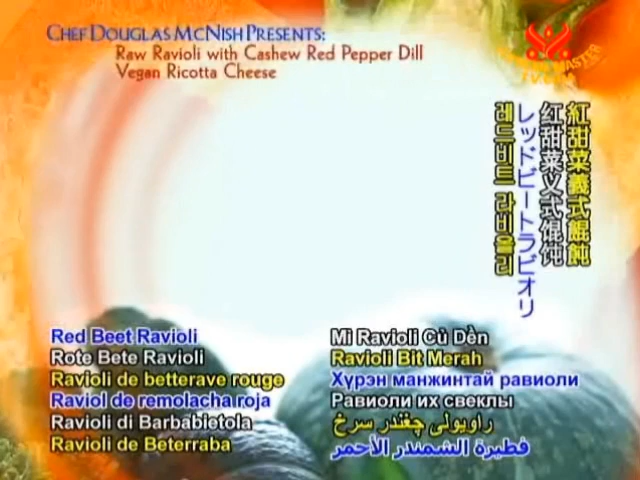 CHEF DOUGLAS MCNISH PRESENTS:
Raw Ravioli with Cashew Red Pepper Dill
Vegan Ricotta Cheese
紅甜菜義式餛飩
红甜菜义式馄饨
レッドビートラビオリ
레드비트 라비올리
Red Beet Ravioli
Rote Bete Ravioli
Ravioli de betterave rouge
Raviol de remolacha roja
Ravioli di Barbabietola
Ravioli de Beterraba
Mì Ravioli Củ Dền
Ravioli Bit Merah
Хүрэн манжинтай равиоли
Равиоли их свеклы
راویولی چغندر سرخ
فطيرة الشمندر الأحمر